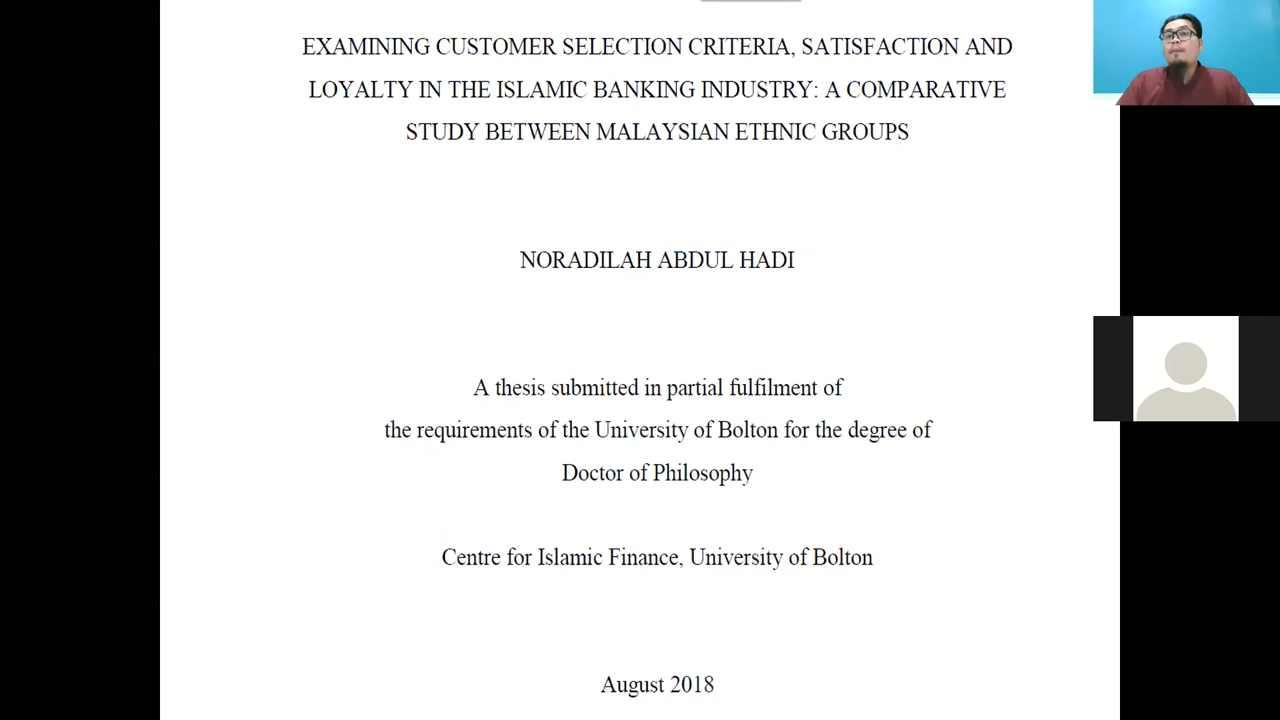 EXAMINING CUSTOMER SELECTION CRITERIA, SATISFACTION AND
LOYALTY IN THE ISLAMIC BANKING INDUSTRY: A COMPARATIVE
STUDY BETWEEN MALAYSIAN ETHNIC GROUPS
NORADILAH ABDUL HADI
A thesis submitted in partial fulfilment of
the requirements of the University of Bolton for the degree of
Doctor of Philosophy
Centre for Islamic Finance, University of Bolton
August 2018